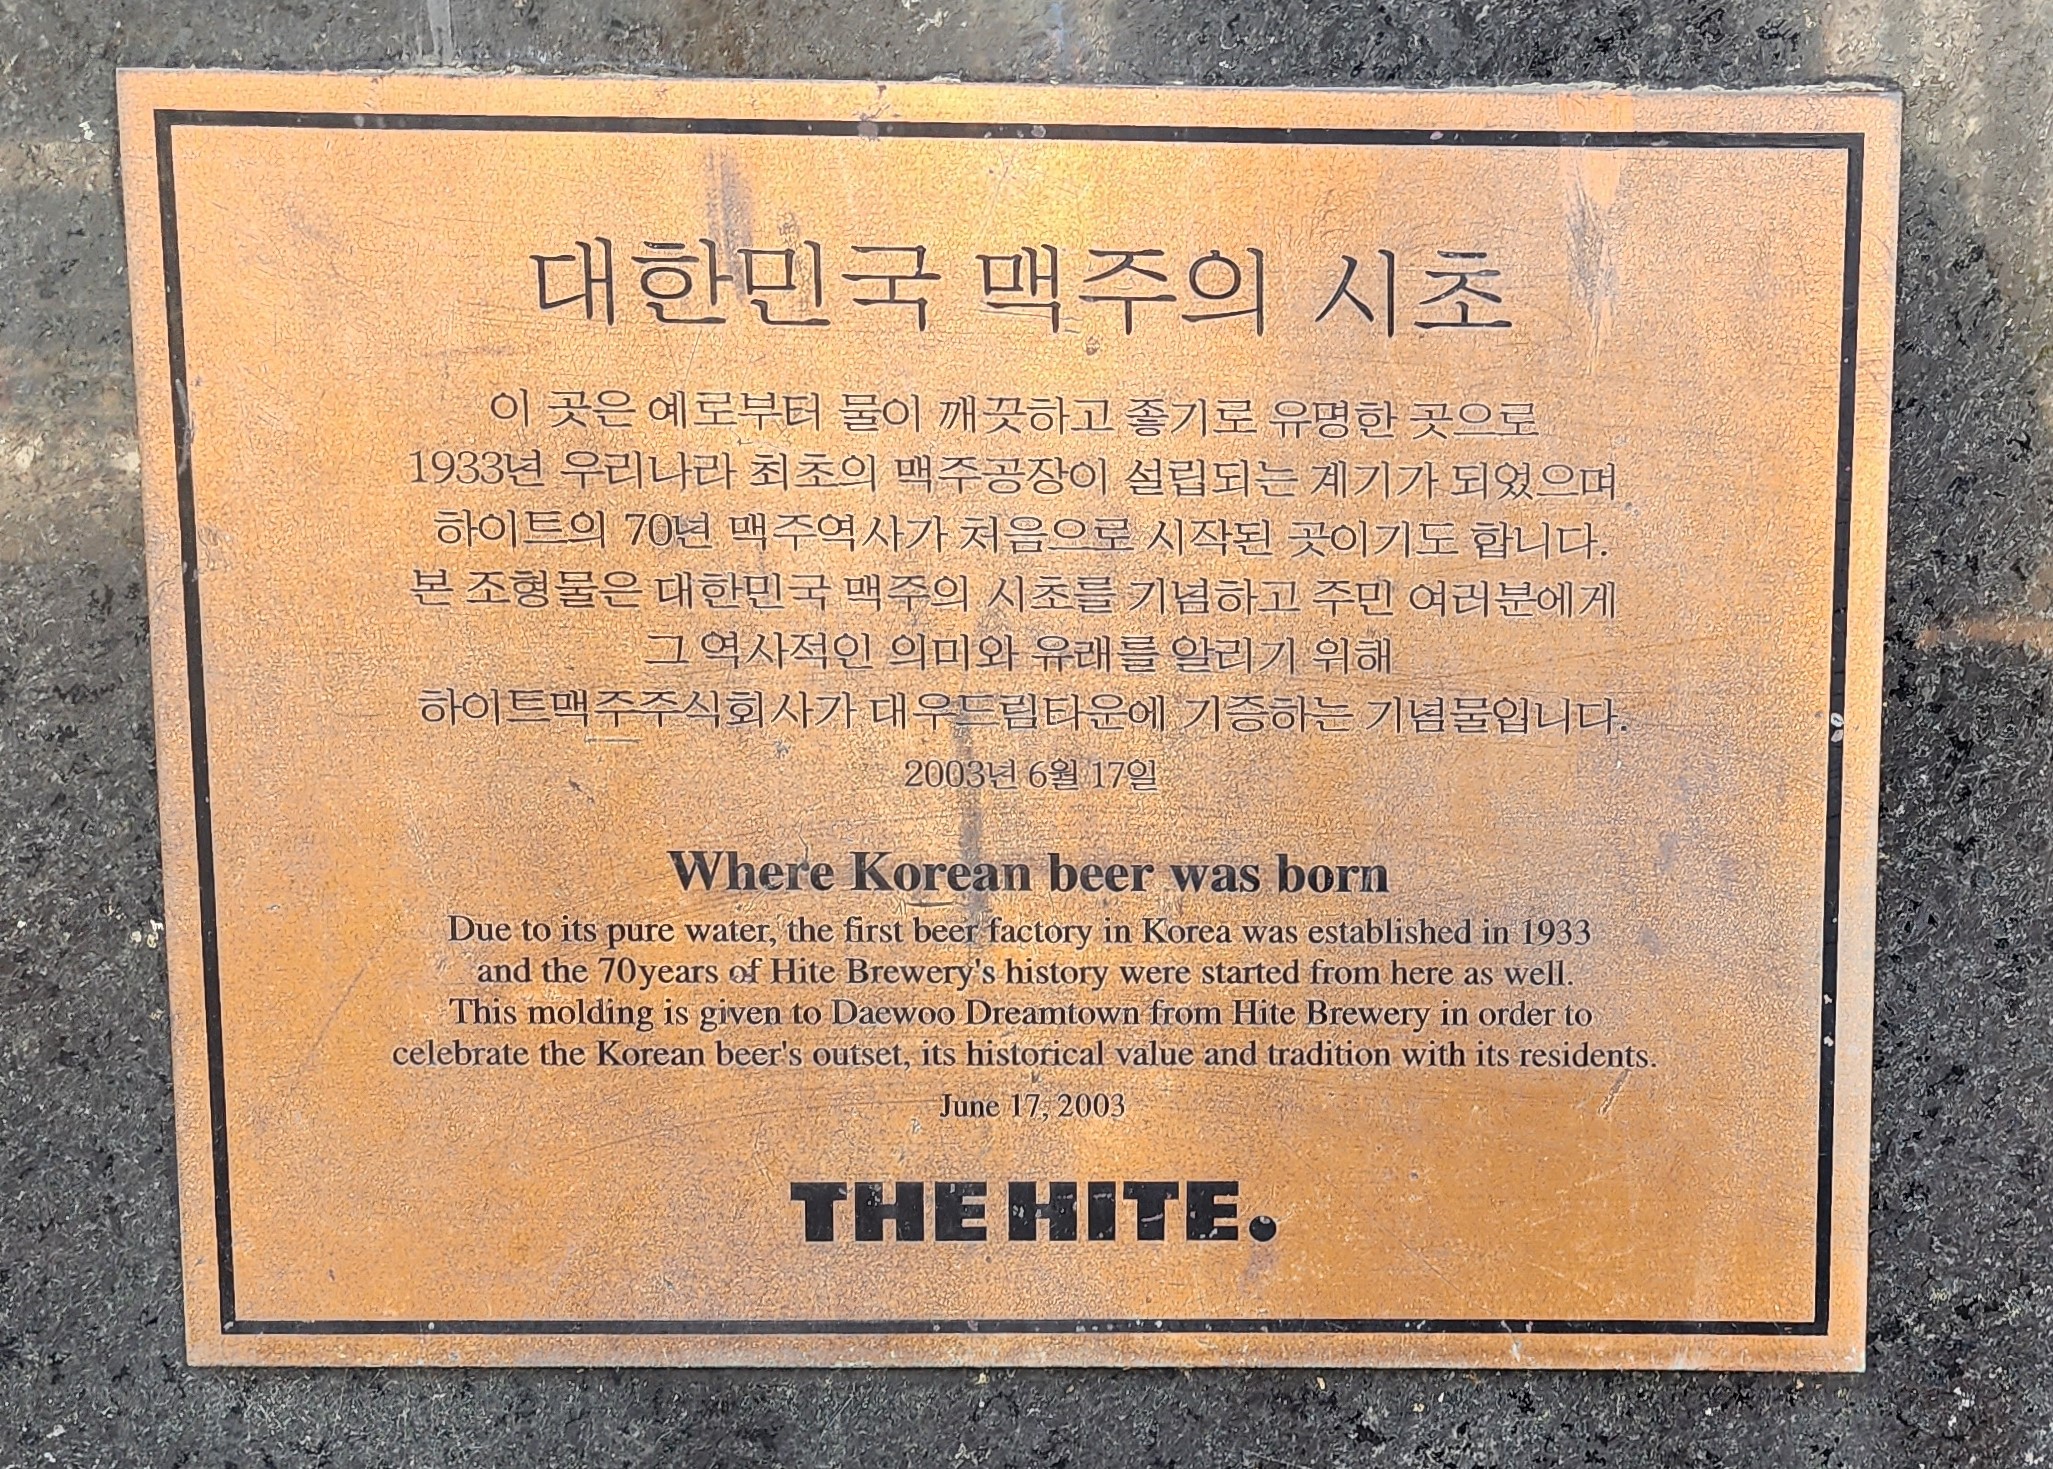 대한민국 맥주의 시초
이 곳은 예로부터 물이 깨끗하고 좋기로 유명한 곳으로
1933년 우리나라 최초의 맥주공장이 설립되는 계기가 되였으며
하이트의 70년 맥주역사가 처음으로 시작된 곳이기도 합니다.
본 조형물은 대한민국 맥주의 시초를 기념하고 주민 여러분에게
그 역사적인 의미와 유래를 알리기 위해
하이트맥주주식회사가 대우드림타운에 기증하는 기념물입니다.
2003년 6월 17일
Where Korean beer was born
Due to its pure water, the first beer factory in Korea was established in 1933
and the 70years of Hite Brewery's history were started from here as well.
This molding is given to Daewoo Dreamtown from Hite Brewery in order to
celebrate the Korean beer's outset, its historical value and tradition with its residents.
June 17, 2003
THE HITE.